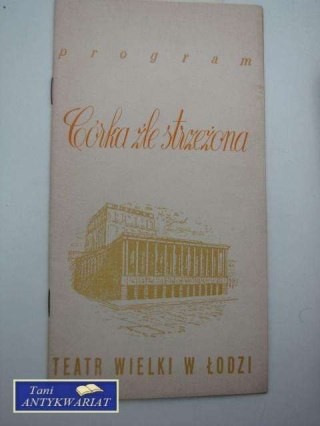 program
Córka źle strzeżona
TEATR WIELKI W ŁODZI
Tani
ANTYKWARIAT